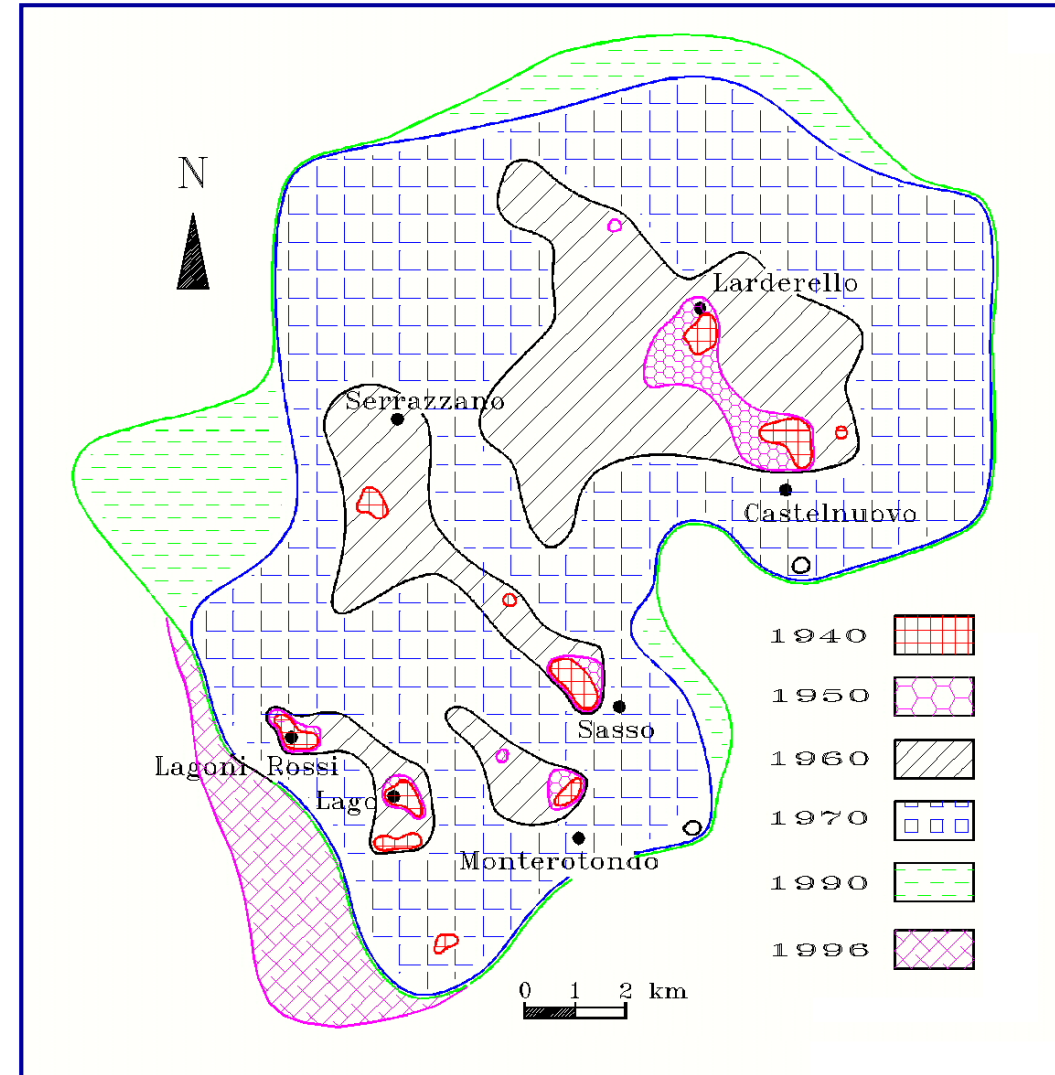 N
Larderello
Serrazzano
Castelnuovo
Sasso
Lagoni Rossi
Lago
Monterotondo
1940
1950
1960
1970
1990
1996
0 1 2 km